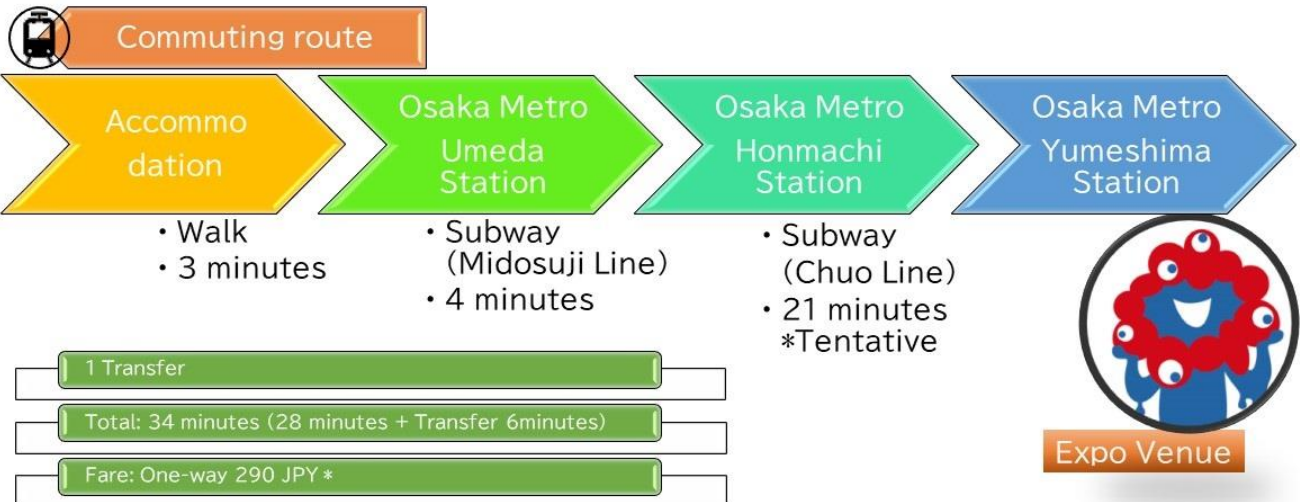 Commuting route
Accommo
dation
Osaka Metro
Umeda
Station
Osaka Metro
Honmachi
Station
Osaka Metro
Yumeshima
Station
・Walk
・3 minutes
・Subway
(Midosuji Line)
・4 minutes
・Subway
(Chuo Line)
・21 minutes
*Tentative
1 Transfer
Total: 34 minutes (28 minutes + Transfer 6minutes)
Fare: One-way 290 JPY *
Expo Venue